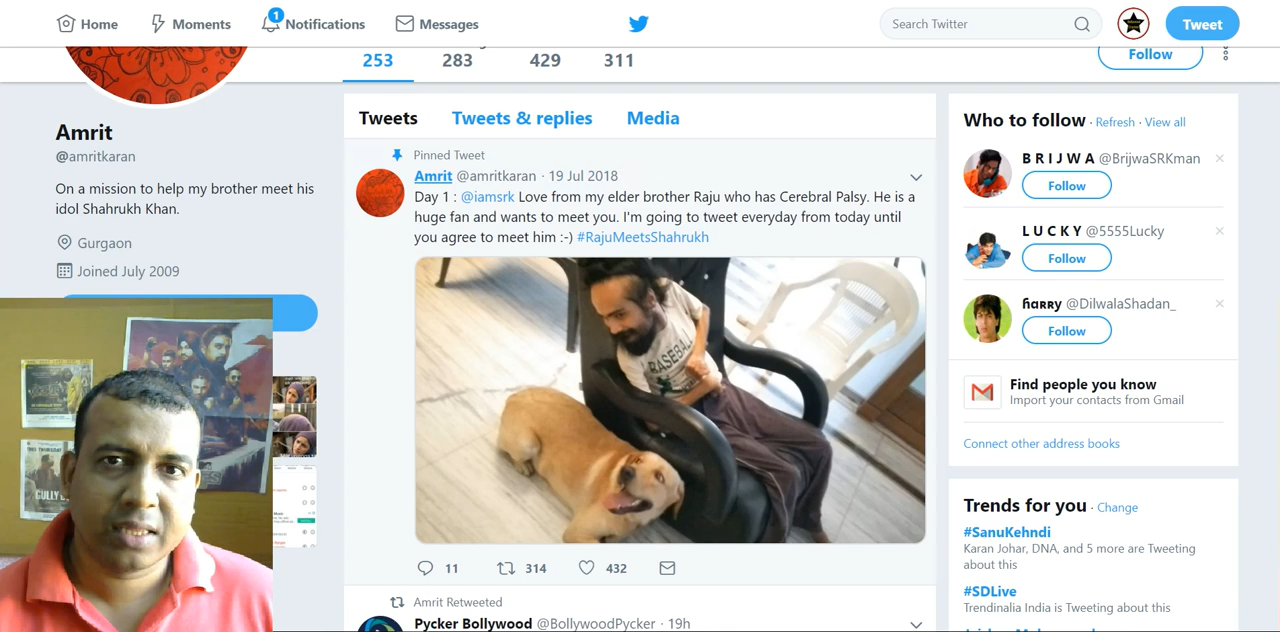 Home
Moments
1
Notifications
Messages
Search Twitter
Tweet
253
283
429
311
Follow
Amrit
@amritkaran
On a mission to help my brother meet his
idol Shahrukh Khan.
Gurgaon
Joined July 2009
Tweets
Tweets & replies
Media
Pinned Tweet
Amrit @amritkaran · 19 Jul 2018
Day 1 : @iamsrk Love from my elder brother Raju who has Cerebral Palsy. He is a
huge fan and wants to meet you. I'm going to tweet everyday from today until
you agree to meet him :-) #RajuMeetsShahrukh
BASEBALL
11
314
432
Amrit Retweeted
Pycker Bollywood @BollywoodPycker · 19h
Who to follow · Refresh · View all
B R I J W A @BrijwaSRKman
Follow
L U C K Y @5555Lucky
Follow
ɦαʀʀʏ @DilwalaShadan_
Follow
Find people you know
Import your contacts from Gmail
Connect other address books
Trends for you · Change
#SanuKehndi
Karan Johar, DNA, and 5 more are Tweeting
about this
#SDLive
Trendinalia India is Tweeting about this
GULLY